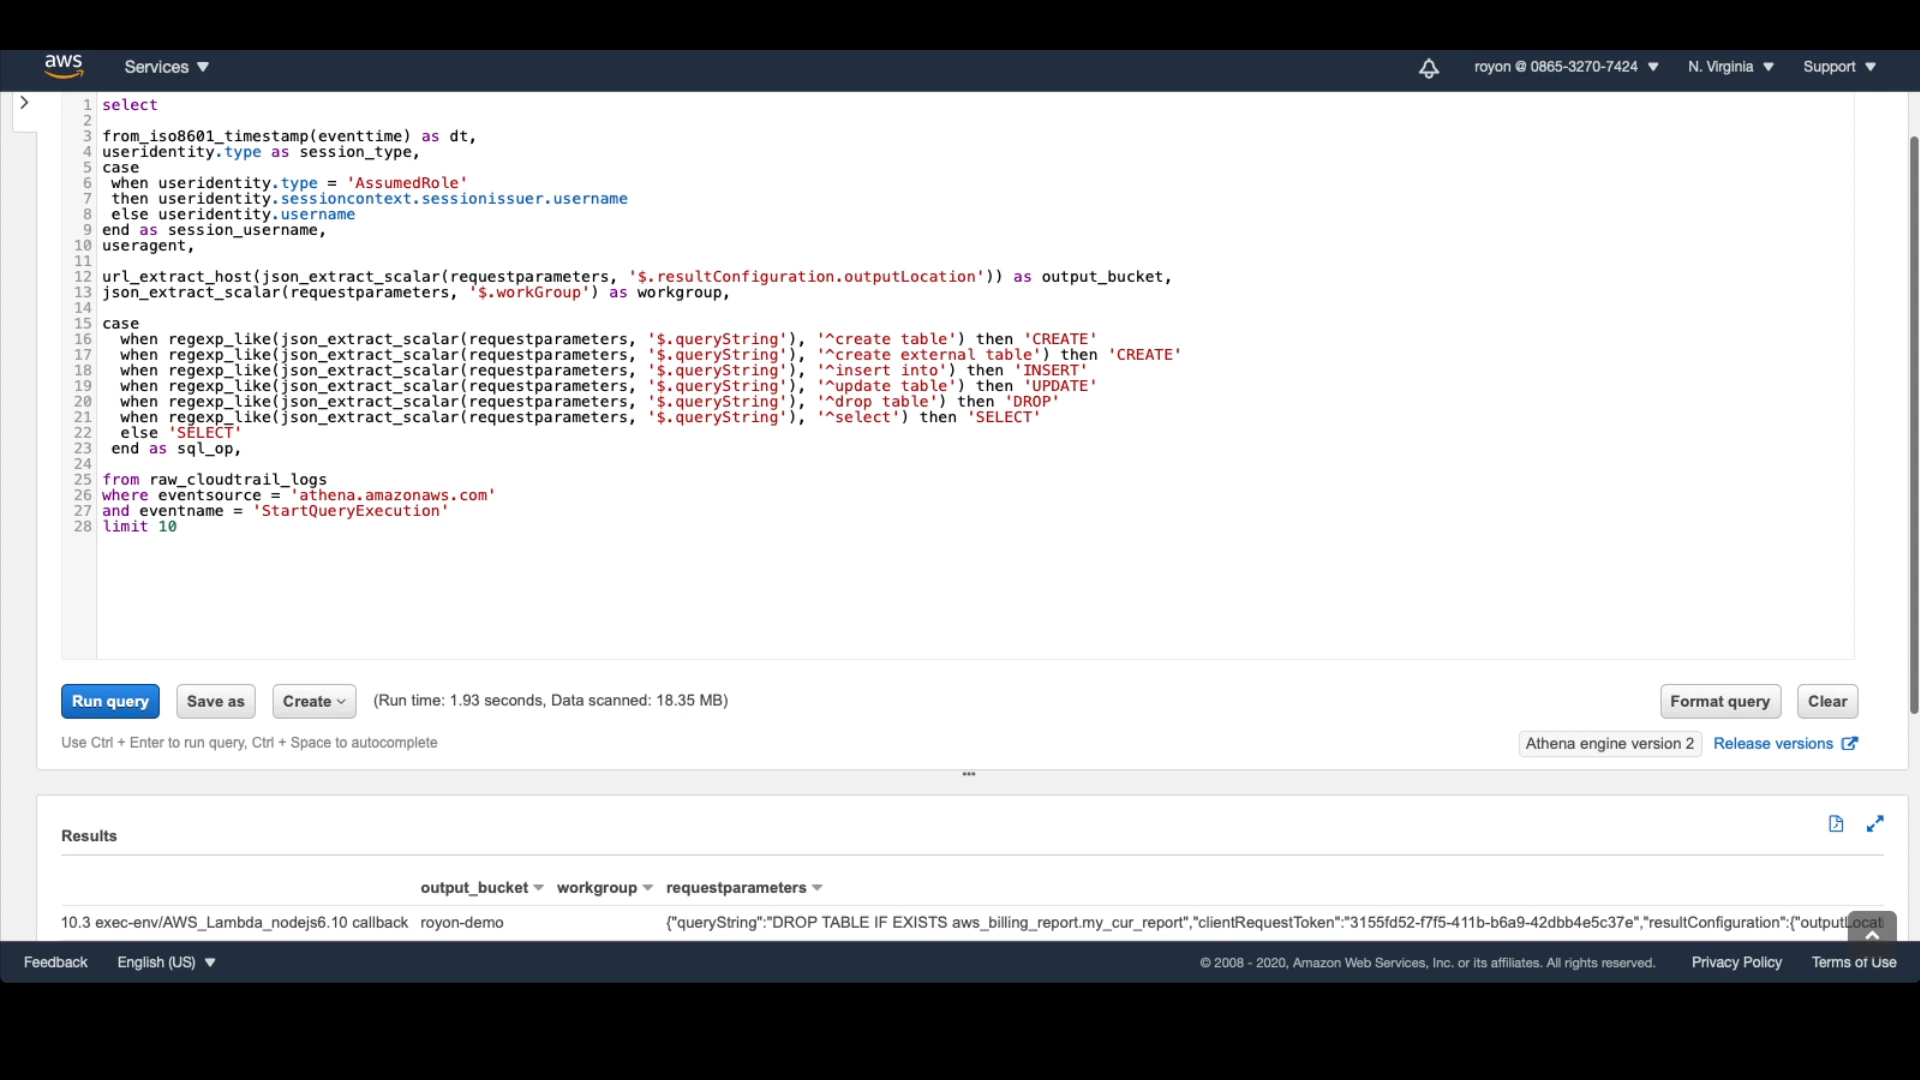 aws Services royon @ 0865-3270-7424 N. Virginia Support
1 select
2
3 from_iso8601_timestamp(eventtime) as dt,
4 useridentity.type as session_type,
5 case
6  when useridentity.type = 'AssumedRole'
7  then useridentity.sessioncontext.sessionissuer.username
8  else useridentity.username
9 end as session_username,
10 useragent,
11
12 url_extract_host(json_extract_scalar(requestparameters, '$.resultConfiguration.outputLocation')) as output_bucket,
13 json_extract_scalar(requestparameters, '$.workGroup') as workgroup,
14
15 case
16   when regexp_like(json_extract_scalar(requestparameters, '$.queryString'), '^create table') then 'CREATE'
17   when regexp_like(json_extract_scalar(requestparameters, '$.queryString'), '^create external table') then 'CREATE'
18   when regexp_like(json_extract_scalar(requestparameters, '$.queryString'), '^insert into') then 'INSERT'
19   when regexp_like(json_extract_scalar(requestparameters, '$.queryString'), '^update table') then 'UPDATE'
20   when regexp_like(json_extract_scalar(requestparameters, '$.queryString'), '^drop table') then 'DROP'
21   when regexp_like(json_extract_scalar(requestparameters, '$.queryString'), '^select') then 'SELECT'
22   else 'SELECT'
23  end as sql_op,
24
25 from raw_cloudtrail_logs
26 where eventsource = 'athena.amazonaws.com'
27 and eventname = 'StartQueryExecution'
28 limit 10
Run query Save as Create (Run time: 1.93 seconds, Data scanned: 18.35 MB) Format query Clear
Use Ctrl + Enter to run query, Ctrl + Space to autocomplete Athena engine version 2 Release versions
Results
output_bucket workgroup requestparameters
10.3 exec-env/AWS_Lambda_nodejs6.10 callback royon-demo {"queryString":"DROP TABLE IF EXISTS aws_billing_report.my_cur_report","clientRequestToken":"3155fd52-f7f5-411b-b6a9-42dbb4e5c37e","resultConfiguration":{"outputLocati
Feedback English (US) © 2008 - 2020, Amazon Web Services, Inc. or its affiliates. All rights reserved. Privacy Policy Terms of Use